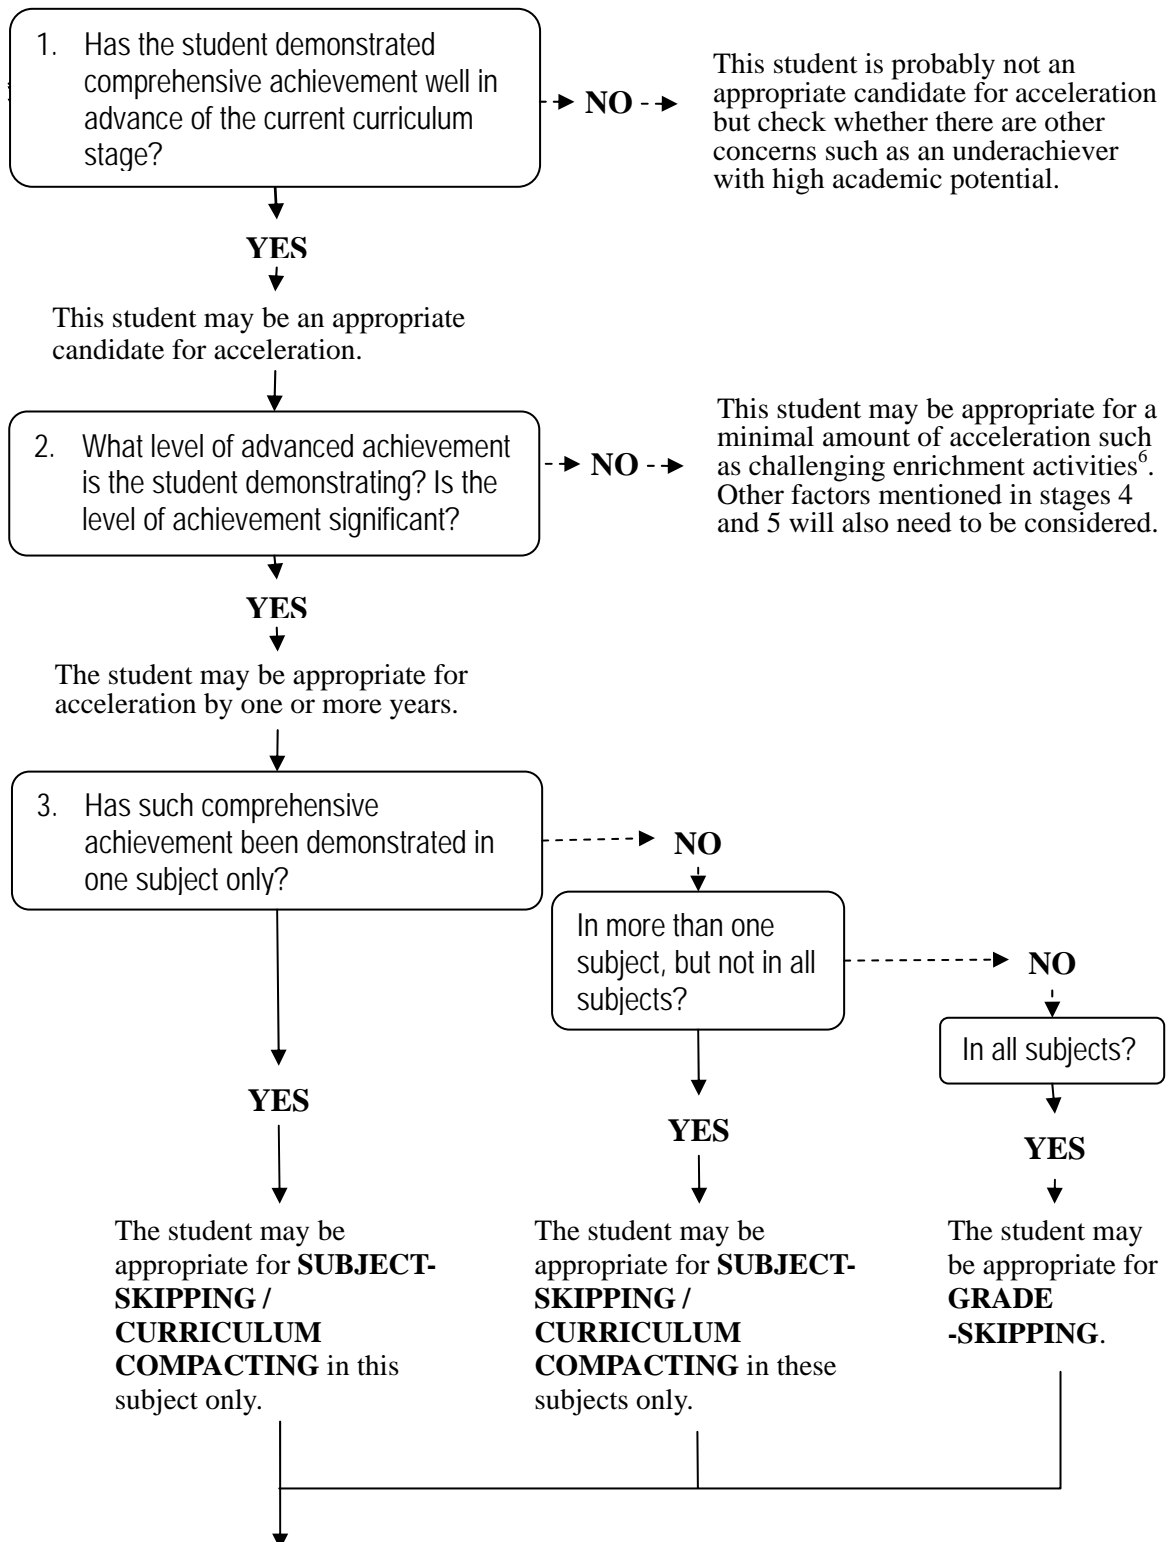 1. Has the student demonstrated
comprehensive achievement well in
advance of the current curriculum
stage?
NO
This student is probably not an
appropriate candidate for acceleration
but check whether there are other
concerns such as an underachiever
with high academic potential.
YES
This student may be an appropriate
candidate for acceleration.
2. What level of advanced achievement
is the student demonstrating? Is the
level of achievement significant?
NO
This student may be appropriate for a
minimal amount of acceleration such
as challenging enrichment activities⁶.
Other factors mentioned in stages 4
and 5 will also need to be considered.
YES
The student may be appropriate for
acceleration by one or more years.
3. Has such comprehensive
achievement been demonstrated in
one subject only?
NO
In more than one
subject, but not in all
subjects?
NO
In all subjects?
YES
The student may be
appropriate for SUBJECT-
SKIPPING /
CURRICULUM
COMPACTING in this
subject only.
YES
The student may be
appropriate for SUBJECT-
SKIPPING /
CURRICULUM
COMPACTING in these
subjects only.
YES
The student may
be appropriate for
GRADE
-SKIPPING.